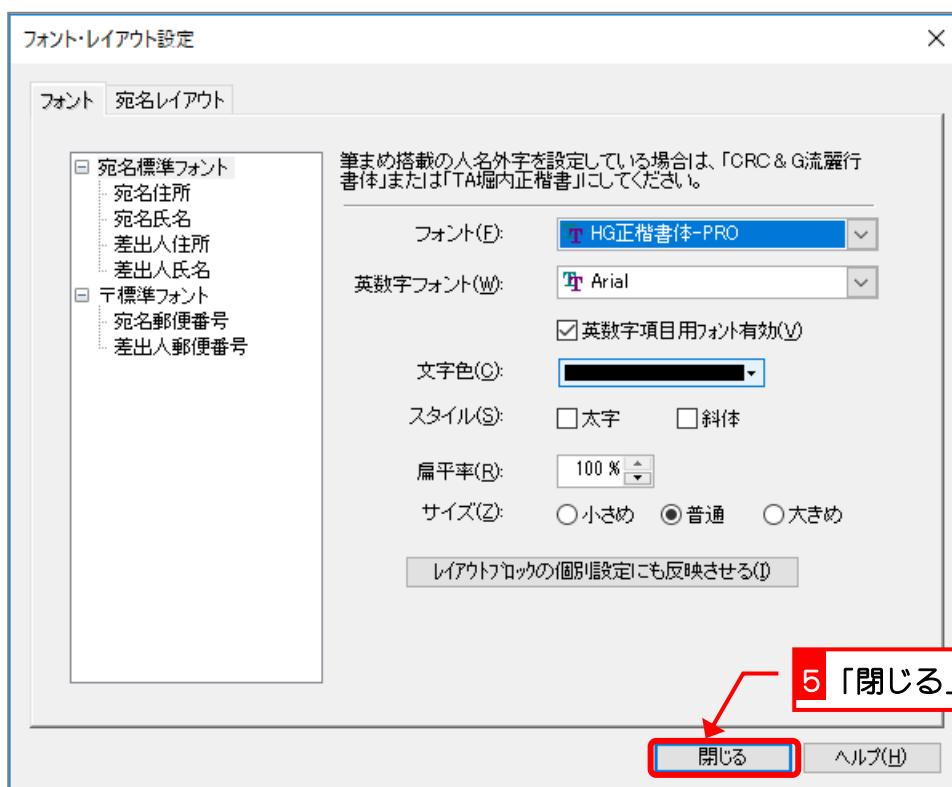 フォント・レイアウト設定
フォント 宛名レイアウト
宛名標準フォント
宛名住所
宛名氏名
差出人住所
差出人氏名
〒標準フォント
宛名郵便番号
差出人郵便番号
筆まめ搭載の人名外字を設定している場合は、「CRC&G流麗行
書体」または「TA堀内正楷書」にしてください。
フォント(F): HG正楷書体-PRO
英数字フォント(W): Arial
英数字項目用フォント有効(V)
文字色(C):
スタイル(S): 太字 斜体
扁平率(R): 100 %
サイズ(Z): 小さめ 普通 大きめ
レイアウトブロックの個別設定にも反映させる(I)
5 「閉じる」
閉じる ヘルプ(H)